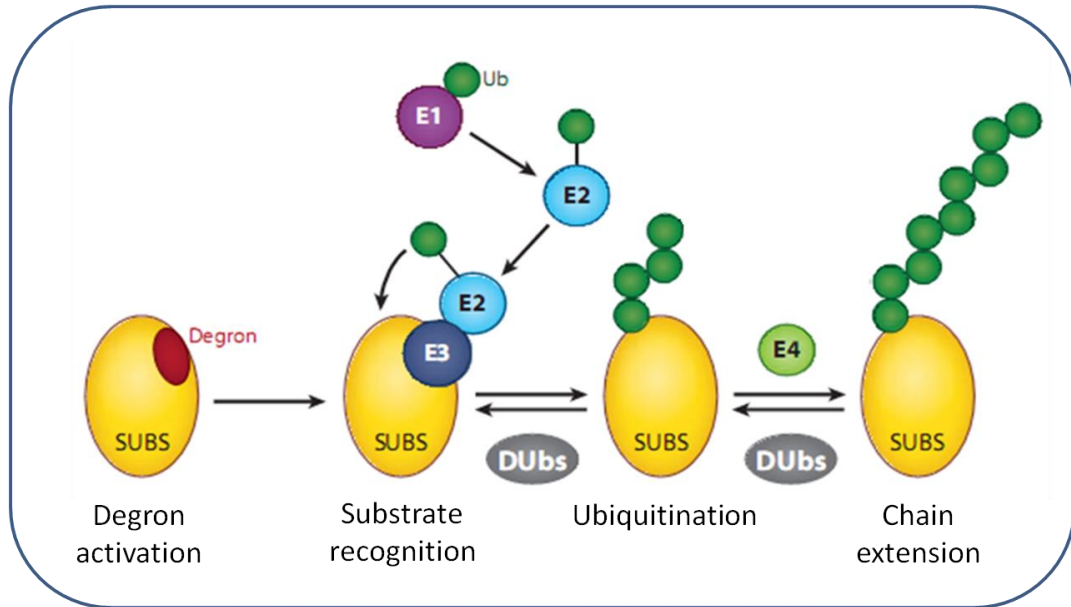 Ub
E1
E2
E2
Degron
E3
E4
SUBS
SUBS
SUBS
SUBS
DUbs
DUbs
Degron
activation
Substrate
recognition
Ubiquitination
Chain
extension